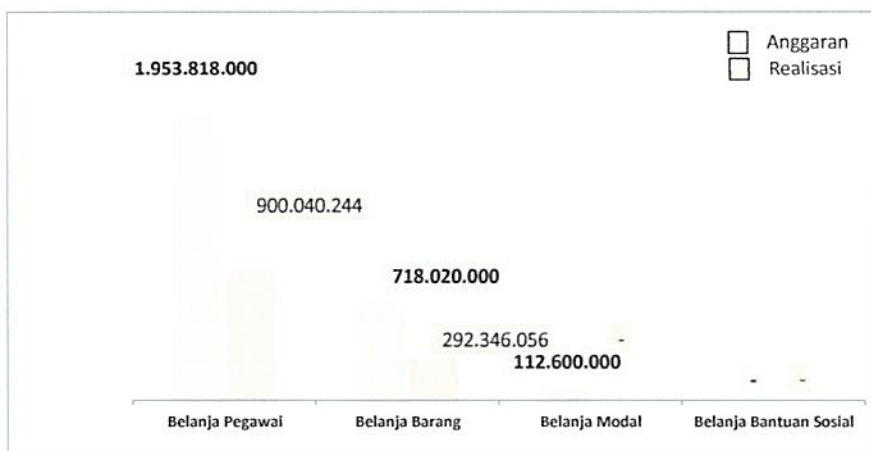 Anggaran
Realisasi
1.953.818.000
900.040.244
718.020.000
292.346.056
-
112.600.000
-
-
Belanja Pegawai
Belanja Barang
Belanja Modal
Belanja Bantuan Sosial